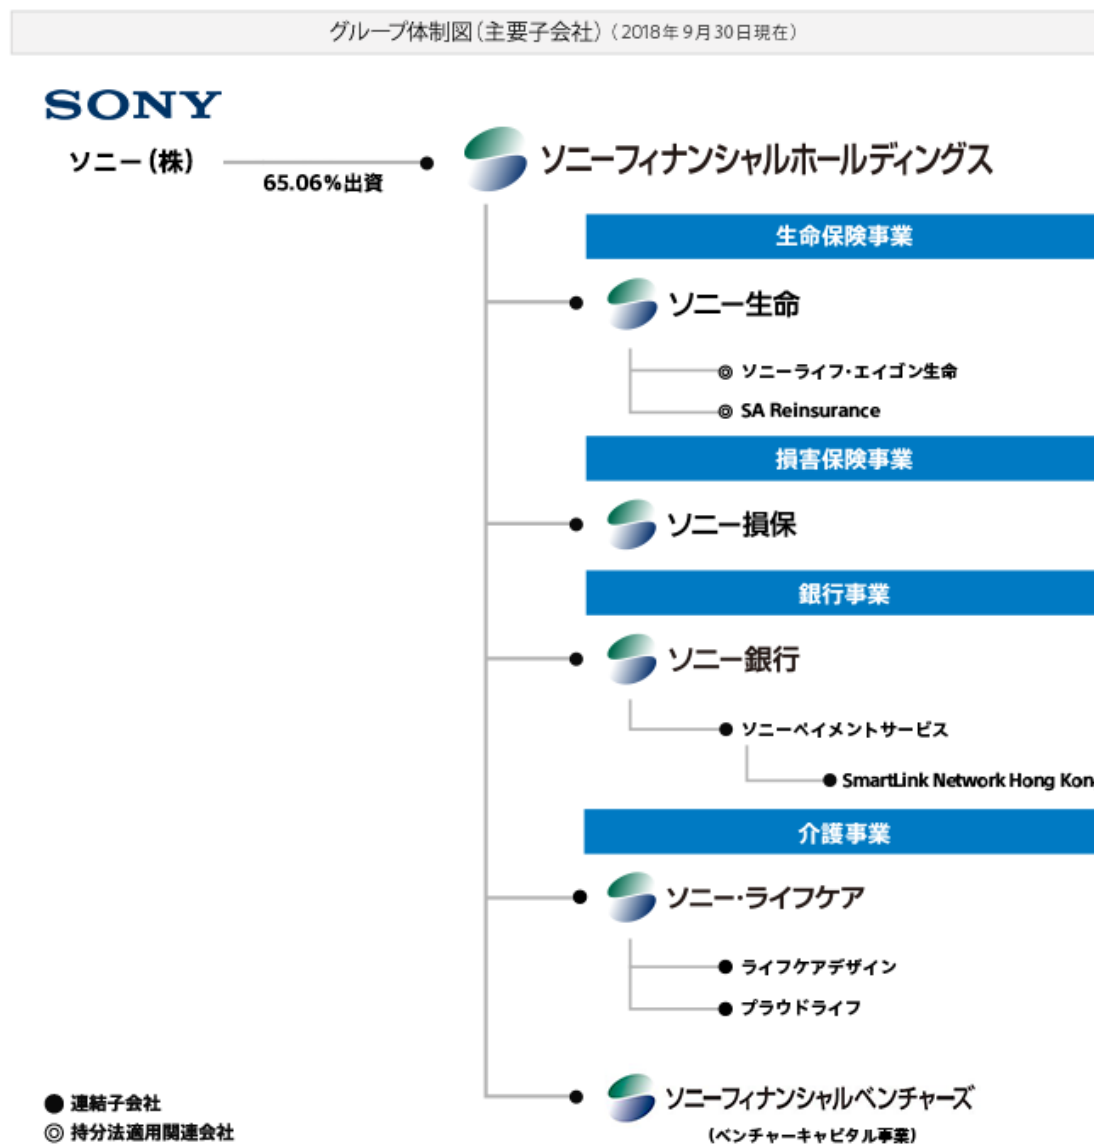 グループ体制図(主要子会社)(2018年9月30日現在)
SONY
ソニー(株)
65.06%出資
ソニーフィナンシャルホールディングス
生命保険事業
ソニー生命
◎ ソニーライフ・エイゴン生命
◎ SA Reinsurance
損害保険事業
ソニー損保
銀行事業
ソニー銀行
● ソニーペイメントサービス
● SmartLink Network Hong Kon
介護事業
ソニー・ライフケア
● ライフケアデザイン
● プラウドライフ
ソニーフィナンシャルベンチャーズ
(ベンチャーキャピタル事業)
● 連結子会社
◎ 持分法適用関連会社